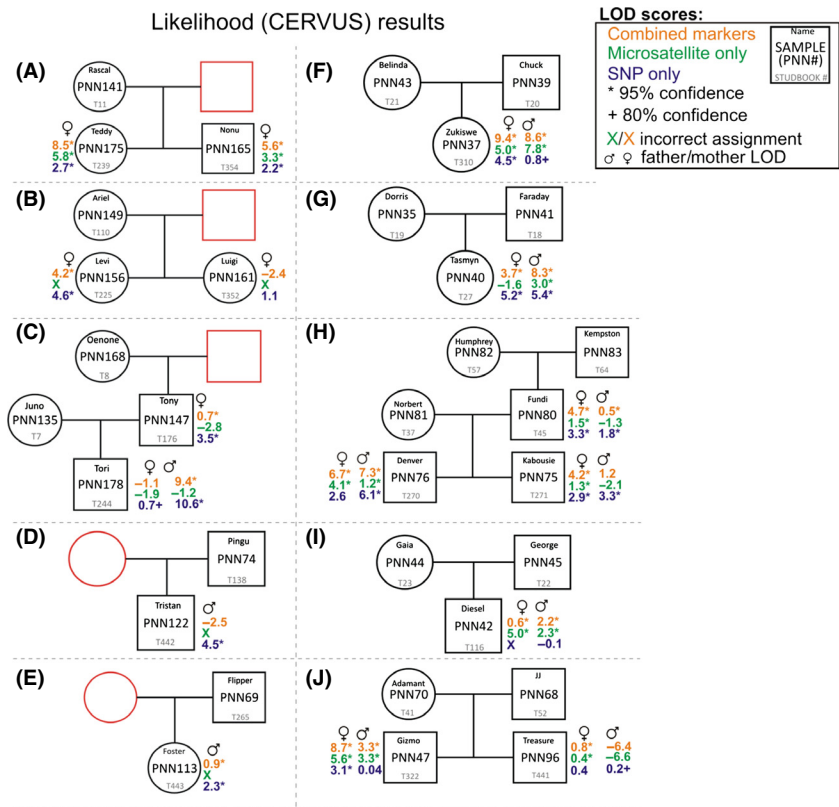 Likelihood (CERVUS) results
LOD scores:
Combined markers
Microsatellite only
SNP only
* 95% confidence
+ 80% confidence
X/X incorrect assignment
♂ ♀ father/mother LOD
Name
SAMPLE
(PNN#)
STUDBOOK #
(A)
Rascal
PNN141
T11
Teddy
PNN175
T239
♀
8.5*
5.8*
2.7*
Nonu
PNN165
T354
♀
5.6*
3.3*
2.2*
(B)
Ariel
PNN149
T110
Levi
PNN156
T225
♀
4.2*
X
4.6*
Luigi
PNN161
T352
♀
−2.4
X
1.1
(C)
Oenone
PNN168
T8
Juno
PNN135
T7
Tony
PNN147
T176
♀
0.7*
−2.8
3.5*
Tori
PNN178
T244
♀ ♂
−1.1 9.4*
−1.9 −1.2
0.7+ 10.6*
(D)
Pingu
PNN74
T138
Tristan
PNN122
T442
♂
−2.5
X
4.5*
(E)
Flipper
PNN69
T265
Foster
PNN113
T443
♂
0.9*
X
2.3*
(F)
Belinda
PNN43
T21
Chuck
PNN39
T20
Zukiswe
PNN37
T310
♀ ♂
9.4* 8.6*
5.0* 7.8*
4.5* 0.8+
(G)
Dorris
PNN35
T19
Faraday
PNN41
T18
Tasmyn
PNN40
T27
♀ ♂
3.7* 8.3*
−1.6 3.0*
5.2* 5.4*
(H)
Humphrey
PNN82
T57
Kempston
PNN83
T64
Norbert
PNN81
T37
Fundi
PNN80
T45
♀ ♂
4.7* 0.5*
1.5* −1.3
3.3* 1.8*
Denver
PNN76
T270
♀ ♂
6.7* 7.3*
4.1* 1.2*
2.6 6.1*
Kabousie
PNN75
T271
♀ ♂
4.2* 1.2
1.3* −2.1
2.9* 3.3*
(I)
Gaia
PNN44
T23
George
PNN45
T22
Diesel
PNN42
T116
♀ ♂
0.6* 2.2*
5.0* 2.3*
X −0.1
(J)
Adamant
PNN70
T41
JJ
PNN68
T52
Gizmo
PNN47
T322
♀ ♂
8.7* 3.3*
5.6* 3.3*
3.1* 0.04
Treasure
PNN96
T441
♀ ♂
0.8* −6.4
0.4* −6.6
0.4 0.2+